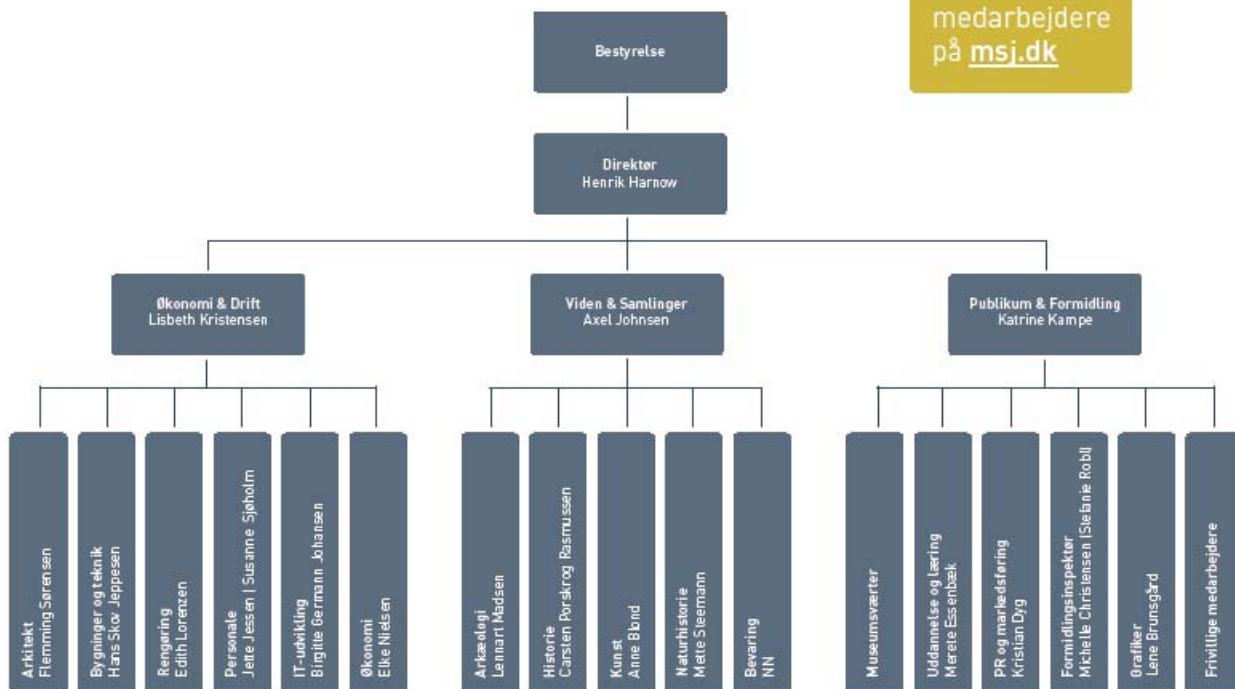 medarbejdere
på msj.dk
Bestyrelse
Direktør
Henrik Harnow
Økonomi & Drift
Lisbeth Kristensen
Viden & Samlinger
Axel Johnsen
Publikum & Formidling
Katrine Kampe
Arkitekt
Flemming Sørensen
Bygninger og teknik
Hans Skov Jeppesen
Rengøring
Edith Lorenzen
Personale
Jette Jessen | Susanne Sjøholm
IT-udvikling
Birgitte Germann Johansen
Økonomi
Elke Nielsen
Arkæologi
Lennart Madsen
Historie
Carsten Porskrog Rasmussen
Kunst
Anne Blond
Naturhistorie
Mette Steemann
Bevaring
NN
Museumsværter
Uddannelse og læring
Merete Essenbæk
PR og markedsføring
Kristian Dyg
Formidlingsinspektør
Michelle Christensen (Stefanie Robl)
Grafiker
Lene Brunsgård
Frivillige medarbejdere